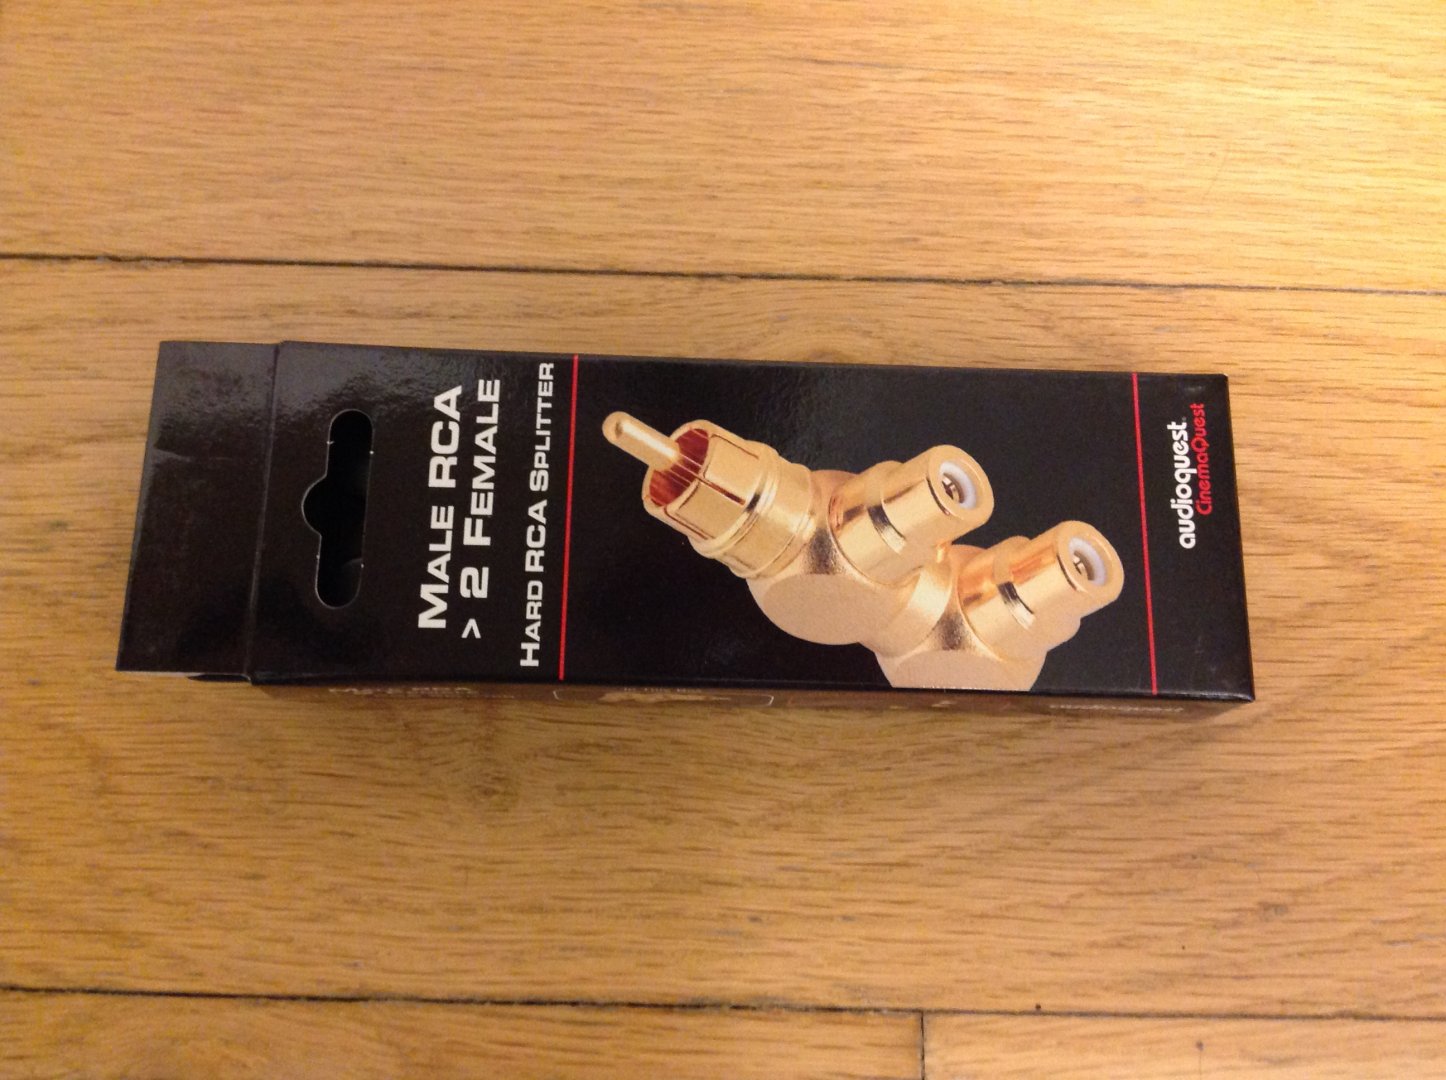 MALE RCA
> 2 FEMALE
HARD RCA SPLITTER
audioquest®
CinemaQuest